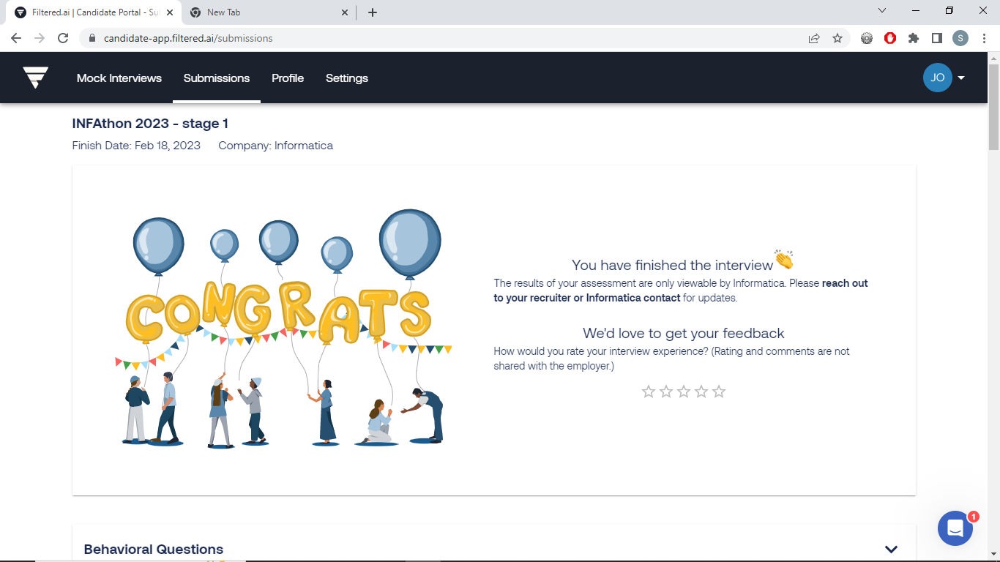 Filtered.ai | Candidate Portal - Su
New Tab
candidate-app.filtered.ai/submissions
S
Mock Interviews
Submissions
Profile
Settings
JO
INFAthon 2023 - stage 1
Finish Date: Feb 18, 2023
Company: Informatica
CONGRATS
You have finished the interview
The results of your assessment are only viewable by Informatica. Please reach out
to your recruiter or Informatica contact for updates.
We'd love to get your feedback
How would you rate your interview experience? (Rating and comments are not
shared with the employer.)
1
Behavioral Questions